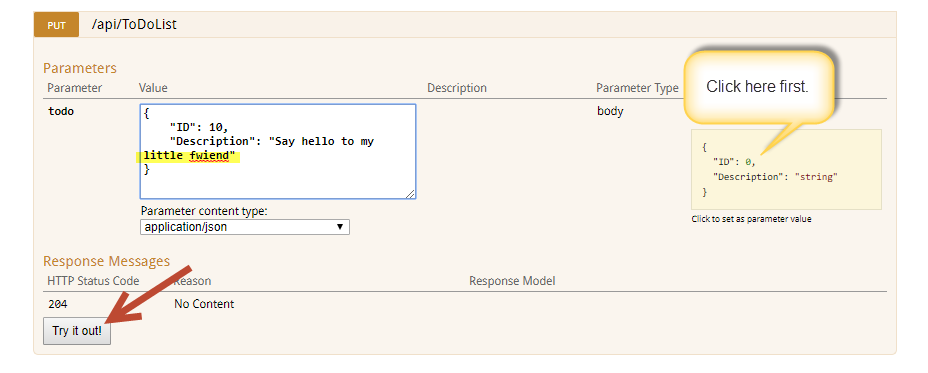 PUT /api/ToDoList
Parameters
Parameter Value Description Parameter Type
Click here first.
todo
{
"ID": 10,
"Description": "Say hello to my
little fwiend"
}
body
{
"ID": 0,
"Description": "string"
}
Click to set as parameter value
Parameter content type:
application/json
Response Messages
HTTP Status Code Reason Response Model
204 No Content
Try it out!